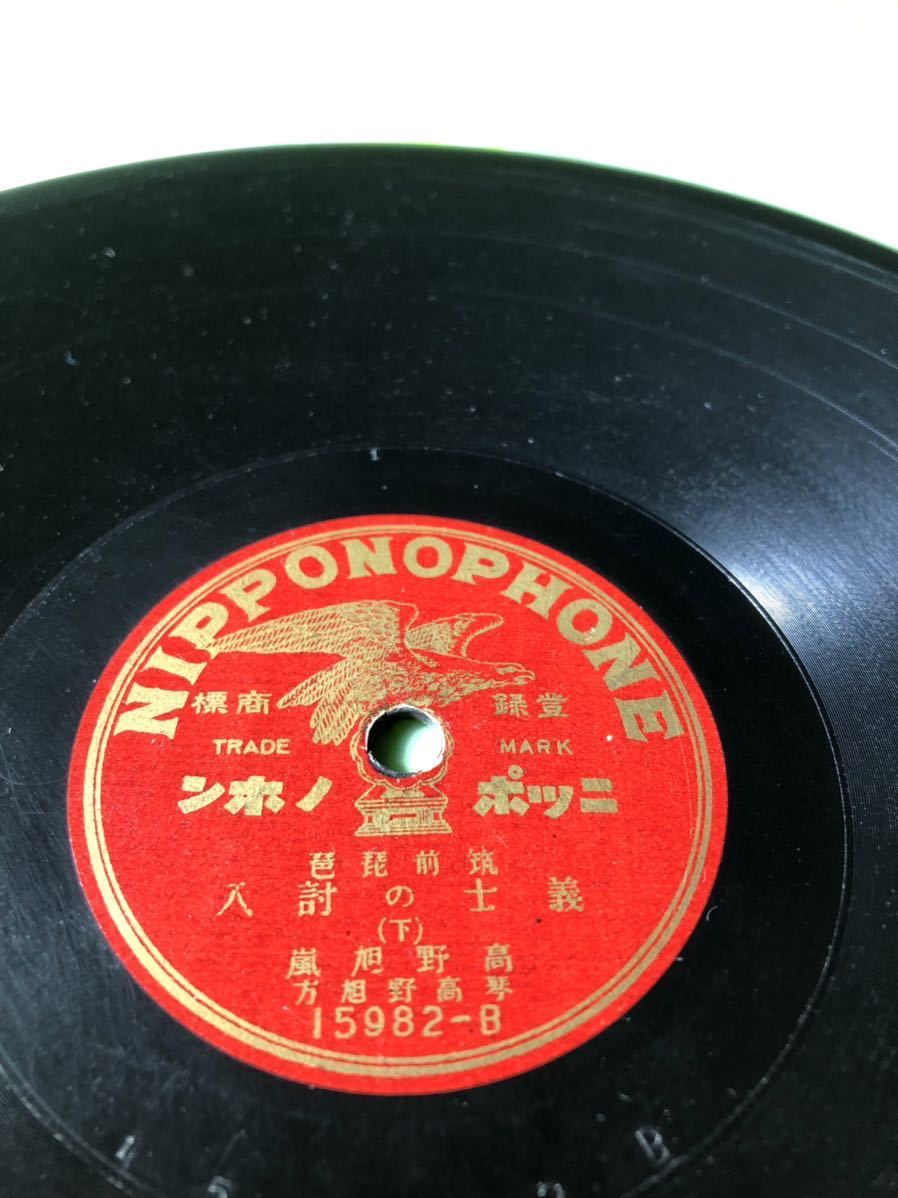 NIPPONOPHONE
登録商標
TRADE MARK
ニッポノホン
筑前琵琶
義士の討入
(下)
高野旭嵐
琴高野旭方
15982-B
B